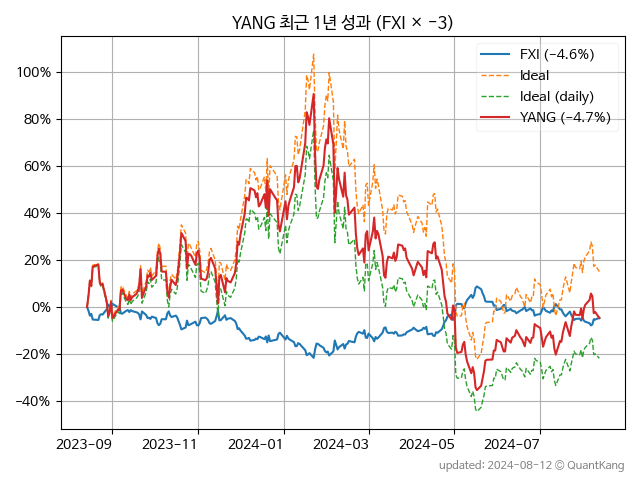 YANG 최근 1년 성과 (FXI × -3)
FXI (-4.6%)
Ideal
Ideal (daily)
YANG (-4.7%)
100%
80%
60%
40%
20%
0%
-20%
-40%
2023-09
2023-11
2024-01
2024-03
2024-05
2024-07
updated: 2024-08-12 © QuantKang